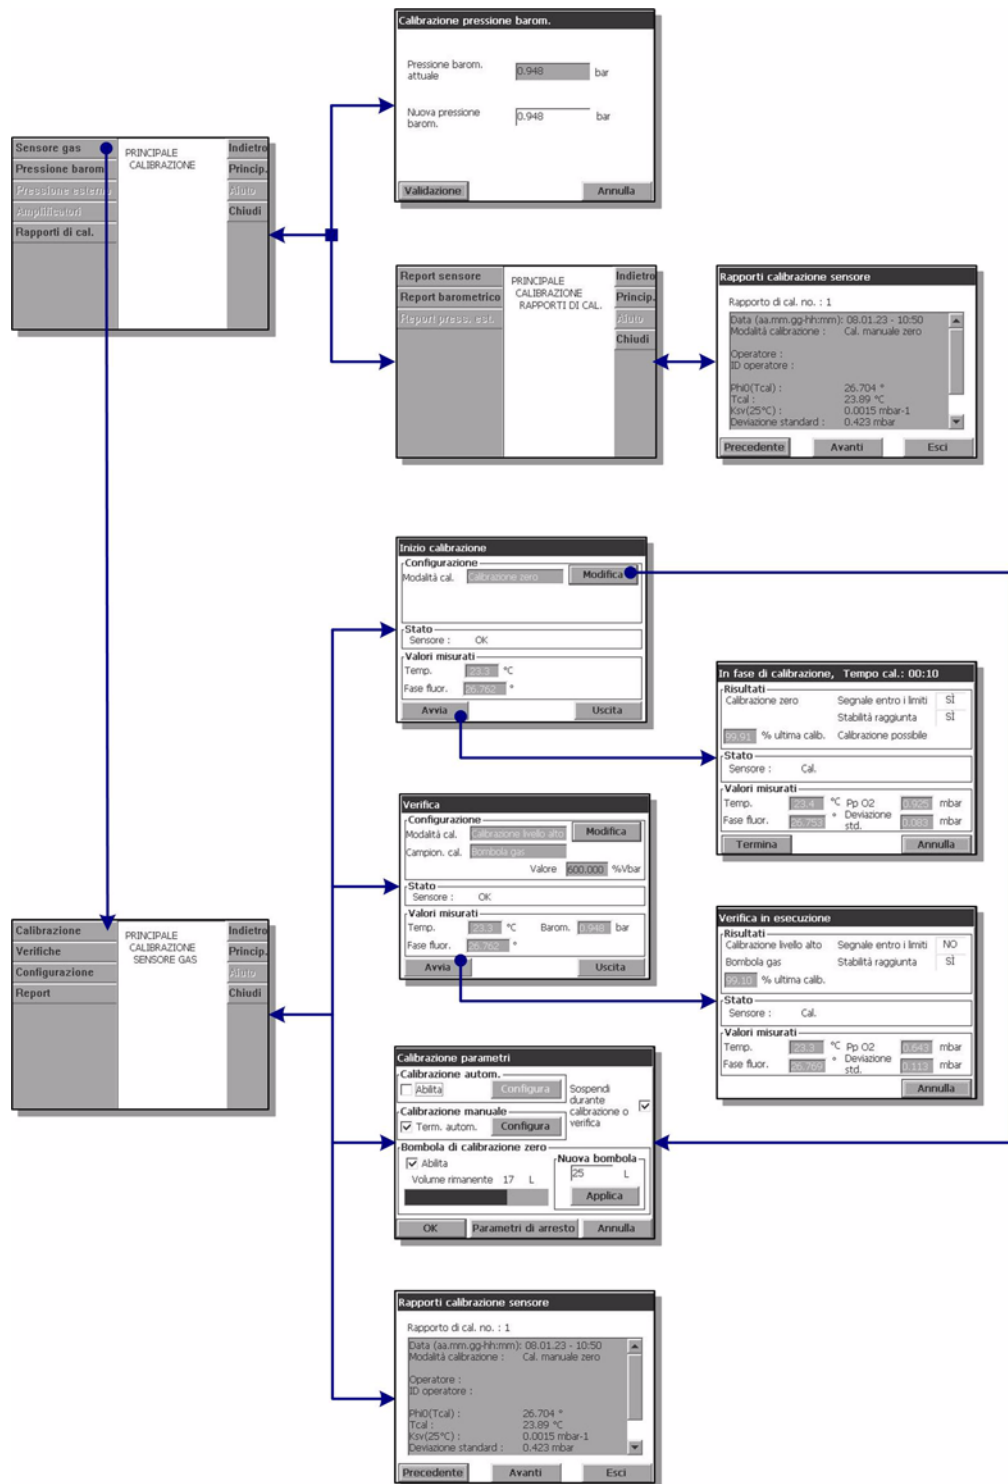 Calibrazione pressione barom.
Pressione barom.
attuale
0.948 bar
Nuova pressione
barom.
0.948 bar
Validazione Annulla
Sensore gas
Pressione barom.
Pressione esterno
Amplificatori
Rapporti di cal.
PRINCIPALE
CALIBRAZIONE
Indietro
Princip.
Aiuto
Chiudi
Report sensore
Report barometrico
Report press. est.
PRINCIPALE
CALIBRAZIONE
RAPPORTI DI CAL.
Indietro
Princip.
Aiuto
Chiudi
Rapporti calibrazione sensore
Rapporto di cal. no. : 1
Data (aa.mm.gg-hh:mm): 08.01.23 - 10:50
Modalità calibrazione : Cal. manuale zero
Operatore :
ID operatore :
Phi0(Tcal) : 26.704 °
Tcal : 23.89 °C
Ksv(25°C) : 0.0015 mbar-1
Deviazione standard : 0.423 mbar
Precedente Avanti Esci
Inizio calibrazione
Configurazione
Modalità cal. Calibrazione zero Modifica
Stato
Sensore : OK
Valori misurati
Temp. 23.3 °C
Fase fluor. 26.762 °
Avvia Uscita
In fase di calibrazione, Tempo cal.: 00:10
Risultati
Calibrazione zero Segnale entro i limiti SÌ
Stabilità raggiunta SÌ
99.91 % ultima calib. Calibrazione possibile
Stato
Sensore : Cal.
Valori misurati
Temp. 23.4 °C Pp O2 0.925 mbar
Fase fluor. 26.753 ° Deviazione std. 0.083 mbar
Termina Annulla
Verifica
Configurazione
Modalità cal. Calibrazione livello alto Modifica
Campion. cal. Bombola gas
Valore 600.000 %Vbar
Stato
Sensore : OK
Valori misurati
Temp. 23.3 °C Barom. 0.948 bar
Fase fluor. 26.762 °
Avvia Uscita
Verifica in esecuzione
Risultati
Calibrazione livello alto Segnale entro i limiti NO
Bombola gas Stabilità raggiunta SÌ
99.10 % ultima calib.
Stato
Sensore : Cal.
Valori misurati
Temp. 23.3 °C Pp O2 0.643 mbar
Fase fluor. 26.769 ° Deviazione std. 0.113 mbar
Annulla
Calibrazione
Verifiche
Configurazione
Report
PRINCIPALE
CALIBRAZIONE
SENSORE GAS
Indietro
Princip.
Aiuto
Chiudi
Calibrazione parametri
Calibrazione autom.
Abilita Configura
Sospendi
durante
calibrazione o
verifica
Calibrazione manuale
Term. autom. Configura
Bombola di calibrazione zero
Abilita
Volume rimanente 17 L
Nuova bombola
25 L
Applica
OK Parametri di arresto Annulla
Rapporti calibrazione sensore
Rapporto di cal. no. : 1
Data (aa.mm.gg-hh:mm): 08.01.23 - 10:50
Modalità calibrazione : Cal. manuale zero
Operatore :
ID operatore :
Phi0(Tcal) : 26.704 °
Tcal : 23.89 °C
Ksv(25°C) : 0.0015 mbar-1
Deviazione standard : 0.423 mbar
Precedente Avanti Esci